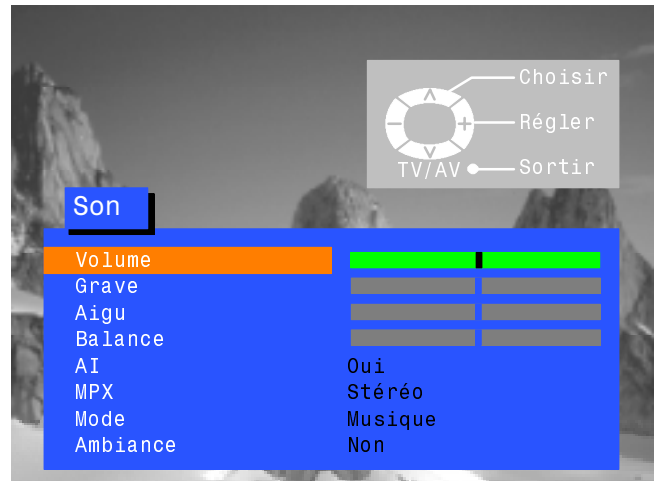 Choisir
Régler
TV/AV Sortir
Son
Volume
Grave
Aigu
Balance
AI Oui
MPX Stéréo
Mode Musique
Ambiance Non